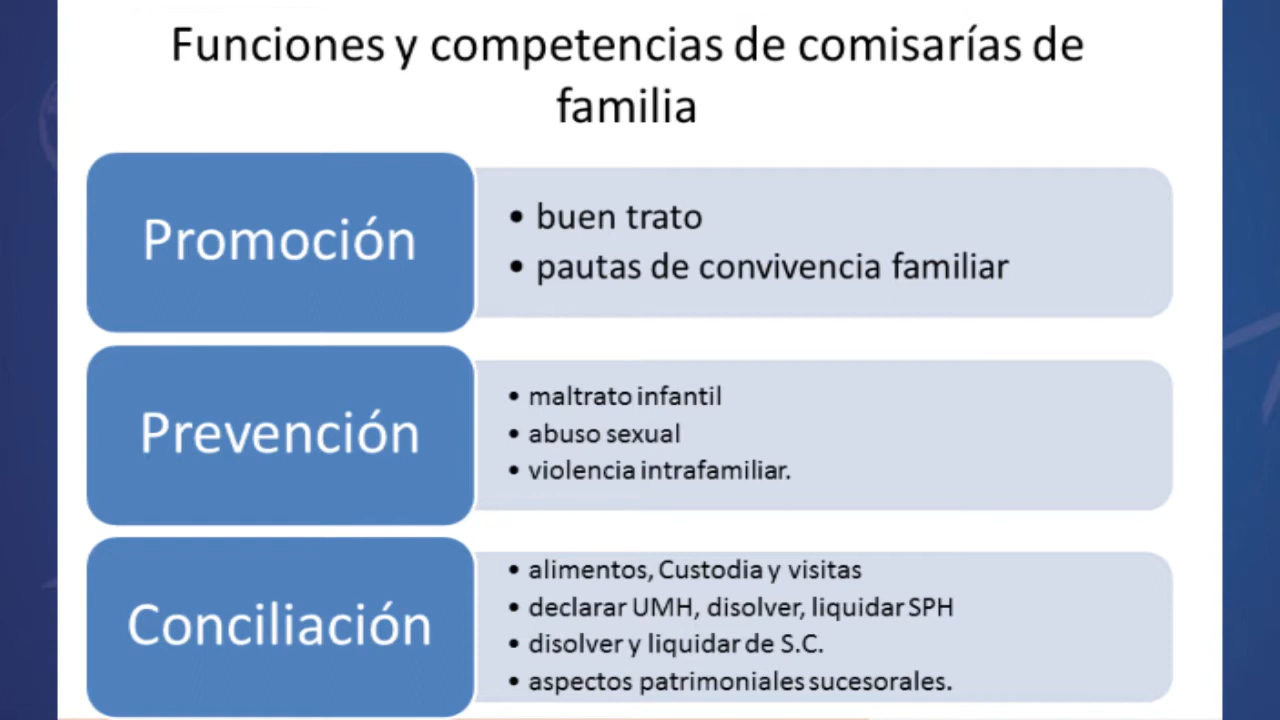 Funciones y competencias de comisarías de
familia
Promoción
• buen trato
• pautas de convivencia familiar
Prevención
• maltrato infantil
• abuso sexual
• violencia intrafamiliar.
Conciliación
• alimentos, Custodia y visitas
• declarar UMH, disolver, liquidar SPH
• disolver y liquidar de S.C.
• aspectos patrimoniales sucesorales.